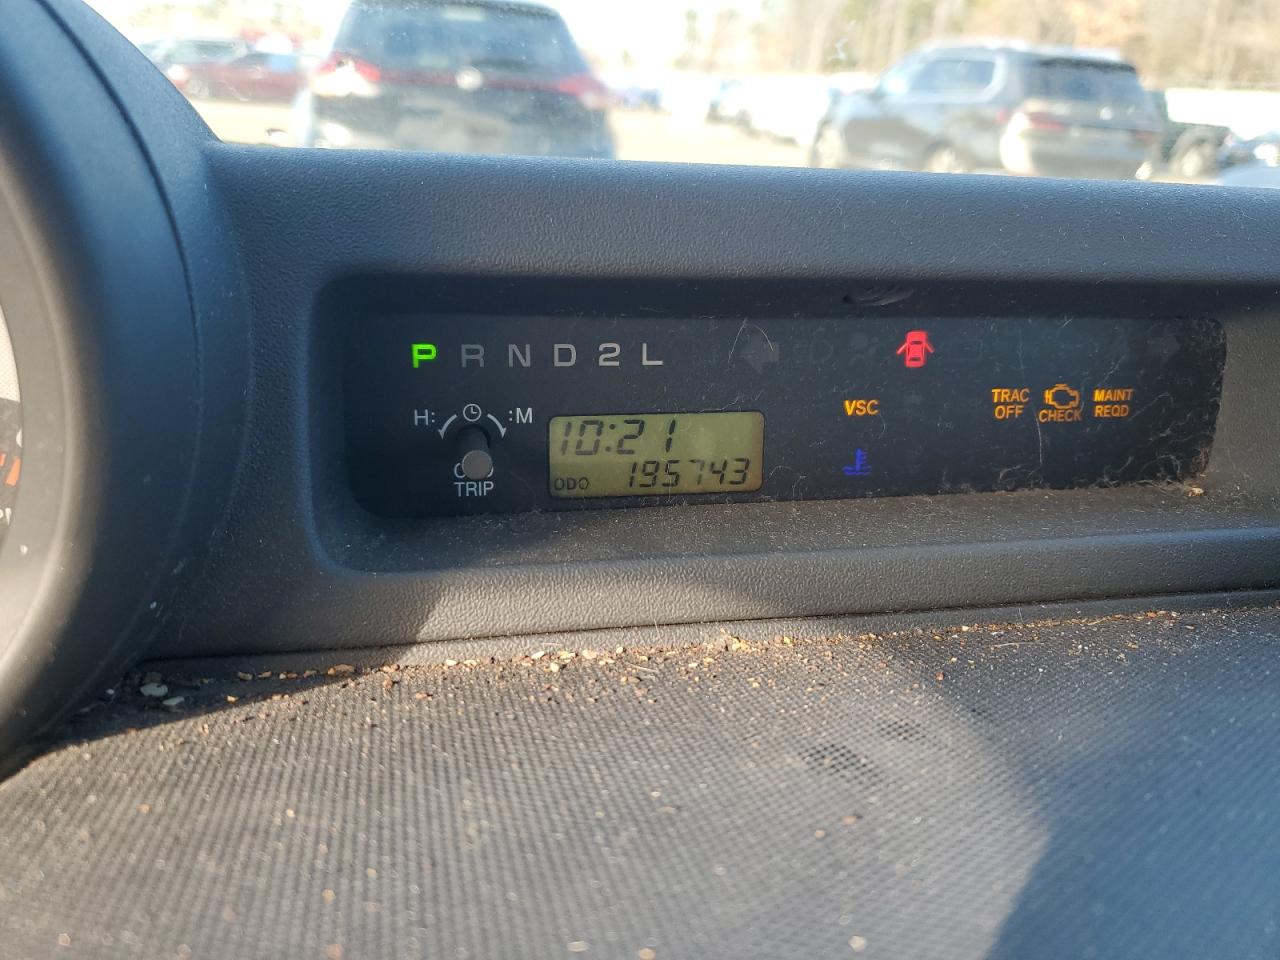 P R N D 2 L
H: :M
TRIP
10:21
ODO 195743
VSC
TRAC OFF
CHECK
MAINT REQD